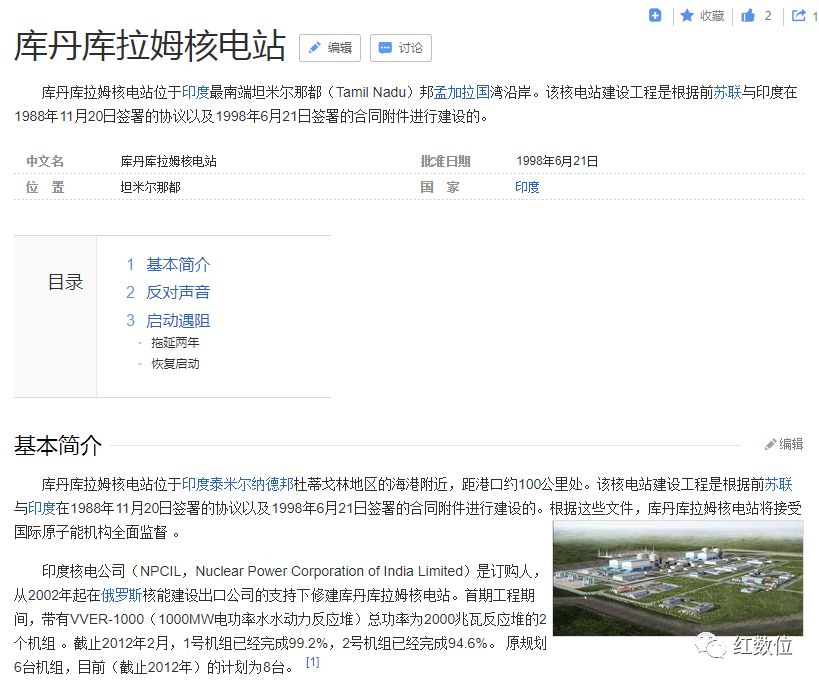 收藏 2 1
库丹库拉姆核电站 编辑 讨论
库丹库拉姆核电站位于印度最南端坦米尔那都（Tamil Nadu）邦孟加拉国湾沿岸。该核电站建设工程是根据前苏联与印度在
1988年11月20日签署的协议以及1998年6月21日签署的合同附件进行建设的。
中文名 库丹库拉姆核电站 批准日期 1998年6月21日
位 置 坦米尔那都 国 家 印度
目录
1 基本简介
2 反对声音
3 启动遇阻
- 拖延两年
- 恢复启动
基本简介 编辑
库丹库拉姆核电站位于印度泰米尔纳德邦杜蒂戈林地区的海港附近，距港口约100公里处。该核电站建设工程是根据前苏联
与印度在1988年11月20日签署的协议以及1998年6月21日签署的合同附件进行建设的。根据这些文件，库丹库拉姆核电站将接受
国际原子能机构全面监督 。
印度核电公司（NPCIL，Nuclear Power Corporation of India Limited）是订购人，
从2002年起在俄罗斯核能建设出口公司的支持下修建库丹库拉姆核电站。首期工程期
间，带有VVER-1000（1000MW电功率水水动力反应堆）总功率为2000兆瓦反应堆的2
个机组 。截止2012年2月，1号机组已经完成99.2%，2号机组已经完成94.6%。 原规划
6台机组，目前（截止2012年）的计划为8台。 [1]
红数位